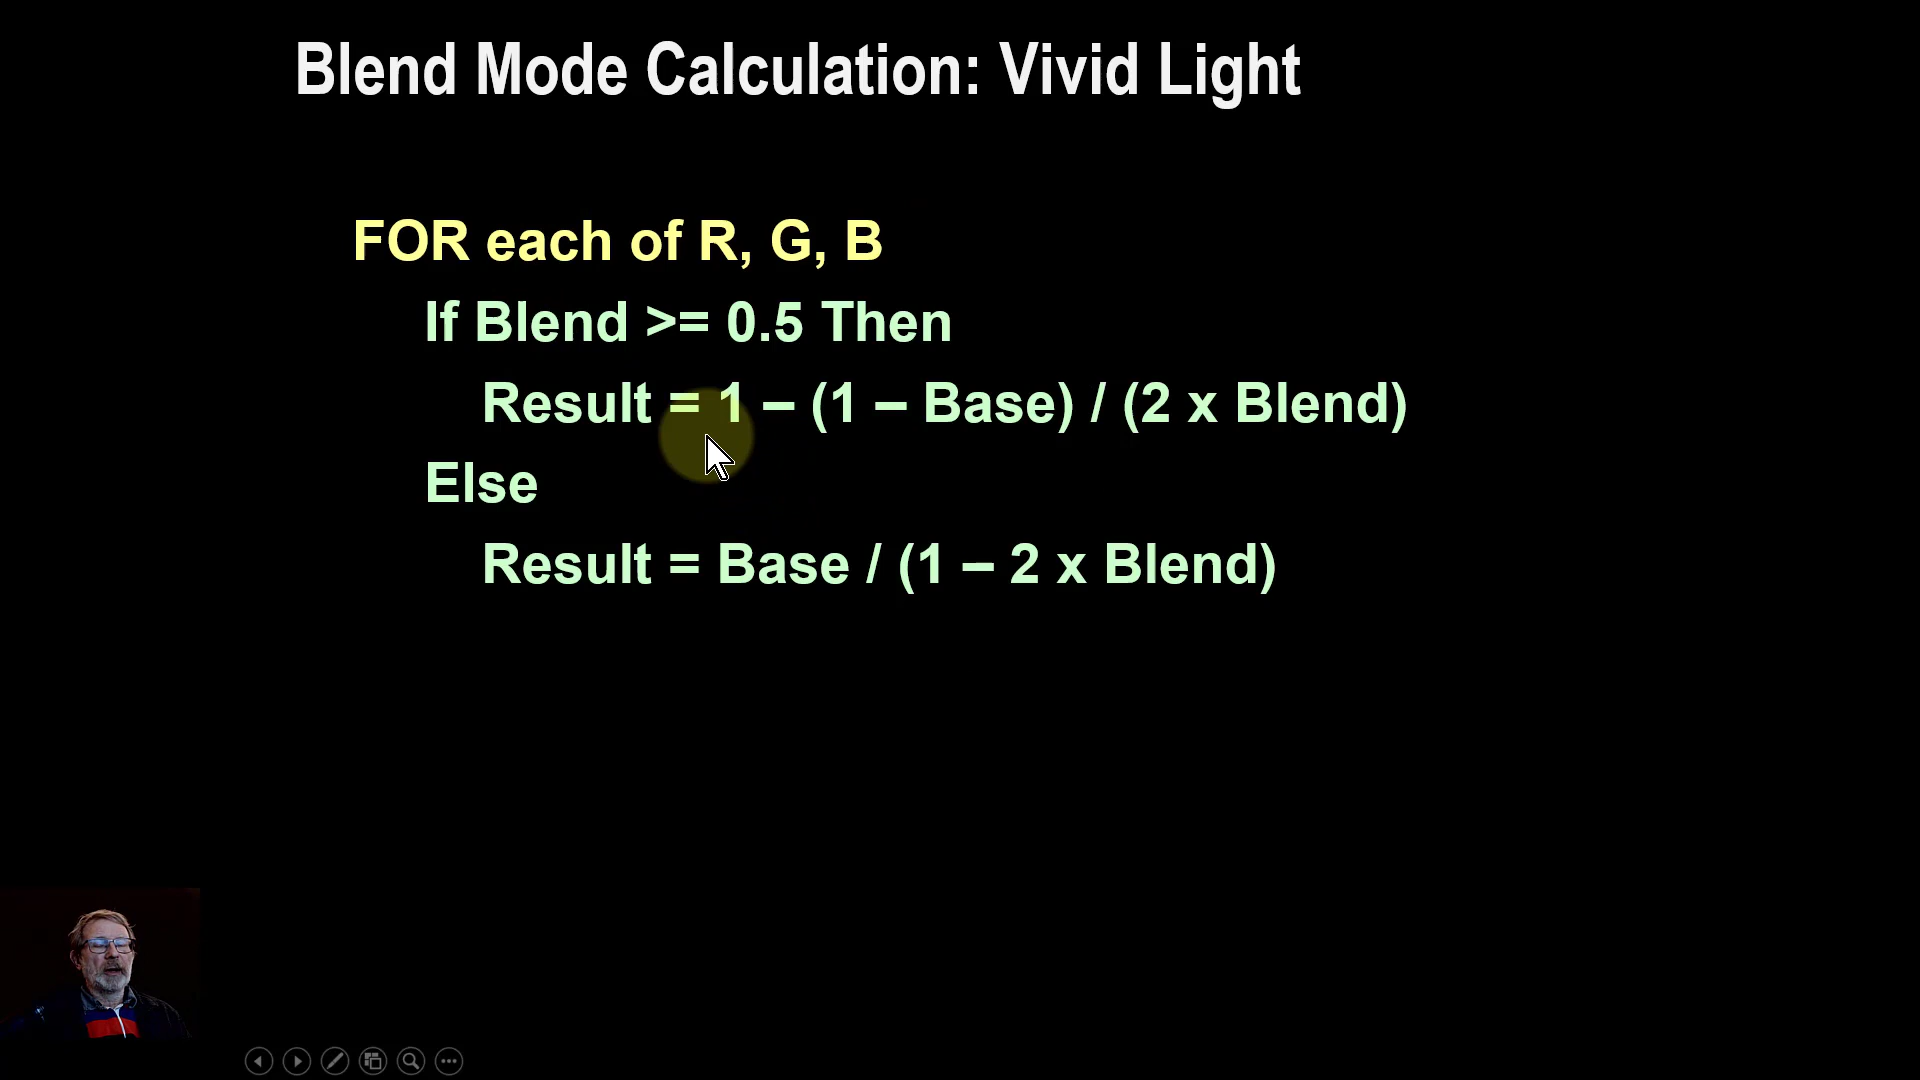 Blend Mode Calculation: Vivid Light
FOR each of R, G, B
If Blend >= 0.5 Then
Result = 1 – (1 – Base) / (2 x Blend)
Else
Result = Base / (1 – 2 x Blend)